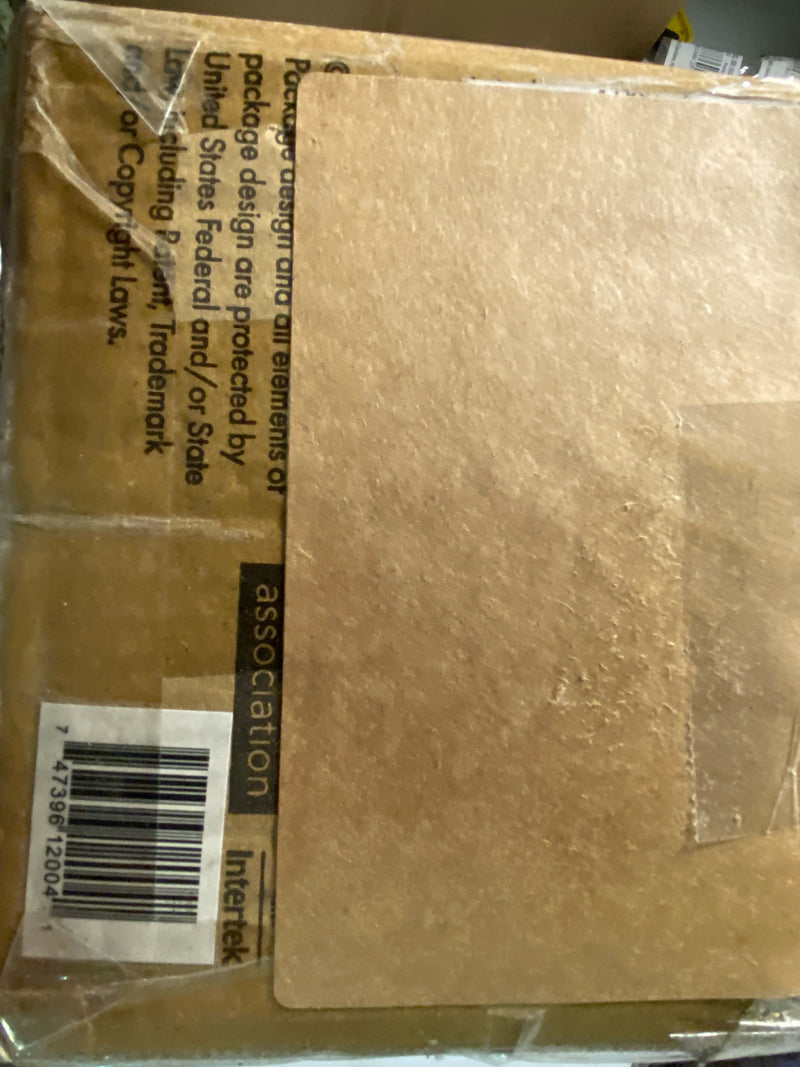 Package design and all elements of
package design are protected by
United States Federal and/or State
Law, including Patent, Trademark
and/or Copyright Laws.
association
Intertek
7 47396 12004 1